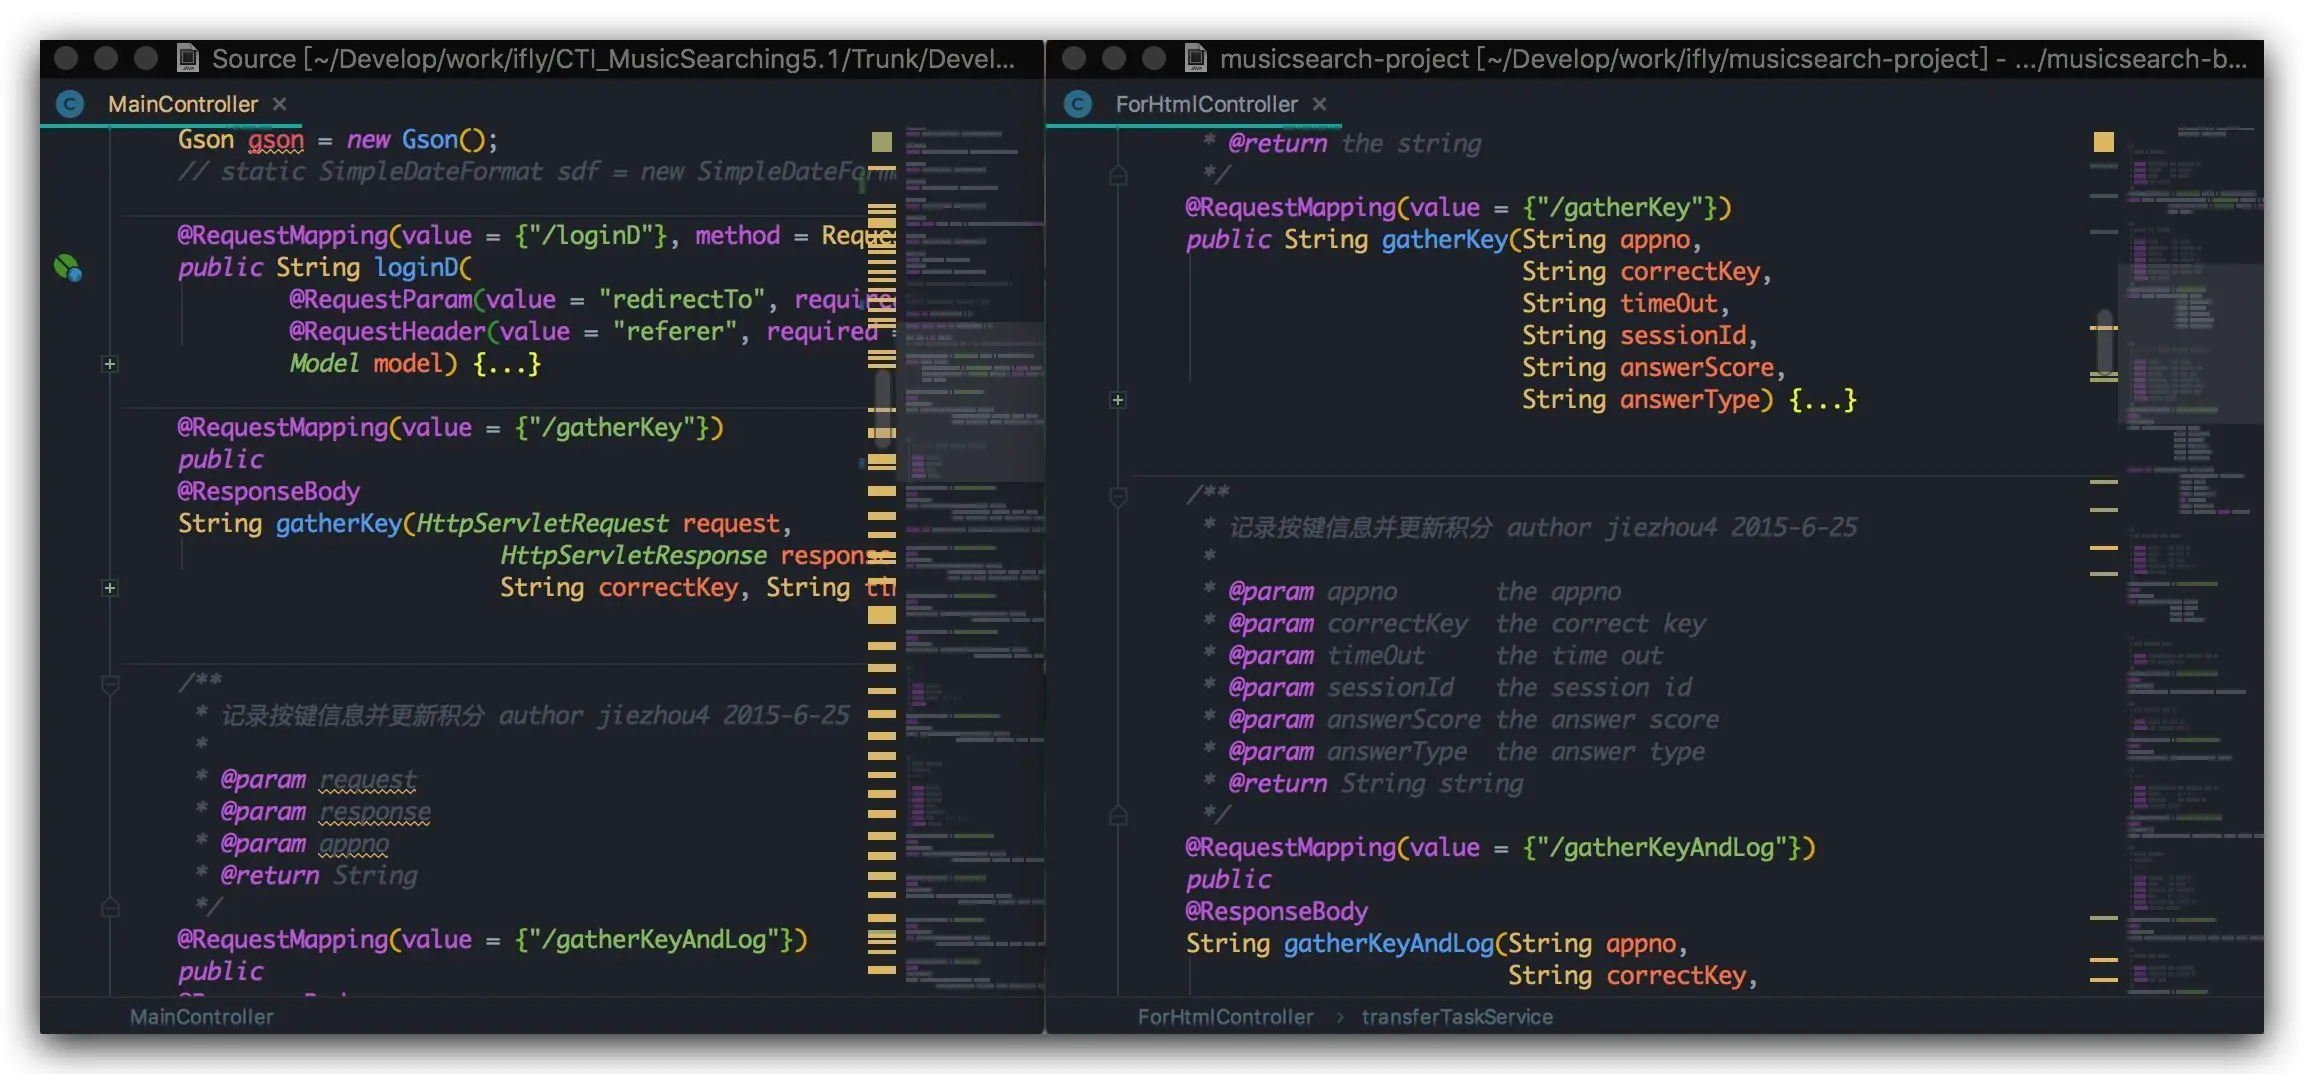 Source [~/Develop/work/ifly/CTI_MusicSearching5.1/Trunk/Devel...
MainController ×
Gson gson = new Gson();
// static SimpleDateFormat sdf = new SimpleDateForm
@RequestMapping(value = {"/loginD"}, method = Reque
public String loginD(
@RequestParam(value = "redirectTo", require
@RequestHeader(value = "referer", required =
Model model) {...}
@RequestMapping(value = {"/gatherKey"})
public
@ResponseBody
String gatherKey(HttpServletRequest request,
HttpServletResponse response
String correctKey, String tim
/**
* 记录按键信息并更新积分 author jiezhou4 2015-6-25
*
* @param request
* @param response
* @param appno
* @return String
*/
@RequestMapping(value = {"/gatherKeyAndLog"})
public
MainController
musicsearch-project [~/Develop/work/ifly/musicsearch-project] - .../musicsearch-b...
ForHtmlController ×
* @return the string
*/
@RequestMapping(value = {"/gatherKey"})
public String gatherKey(String appno,
String correctKey,
String timeOut,
String sessionId,
String answerScore,
String answerType) {...}
/**
* 记录按键信息并更新积分 author jiezhou4 2015-6-25
*
* @param appno the appno
* @param correctKey the correct key
* @param timeOut the time out
* @param sessionId the session id
* @param answerScore the answer score
* @param answerType the answer type
* @return String string
*/
@RequestMapping(value = {"/gatherKeyAndLog"})
public
@ResponseBody
String gatherKeyAndLog(String appno,
String correctKey,
ForHtmlController > transferTaskService